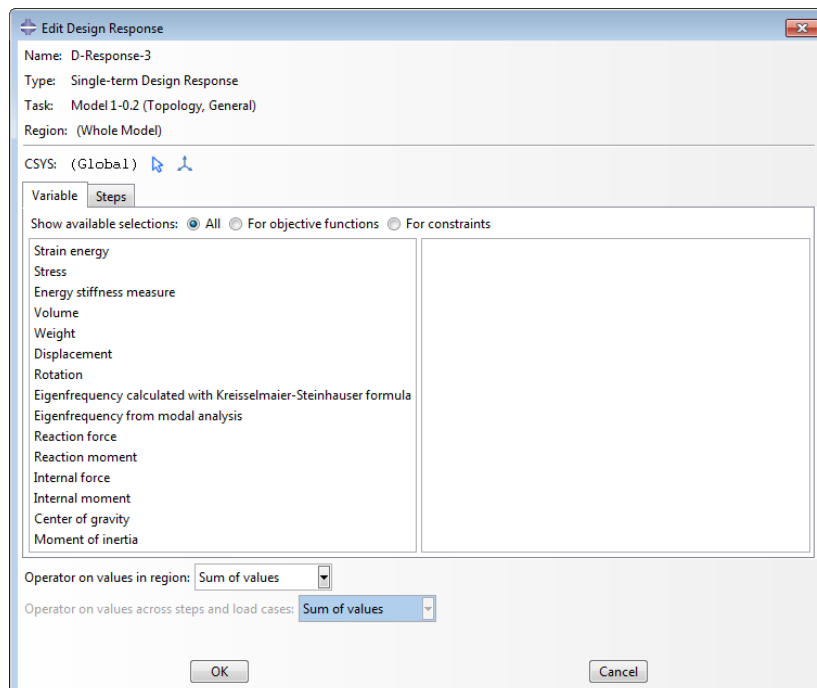 Edit Design Response
Name: D-Response-3
Type: Single-term Design Response
Task: Model 1-0.2 (Topology, General)
Region: (Whole Model)
CSYS: (Global)
Variable Steps
Show available selections: All For objective functions For constraints
Strain energy
Stress
Energy stiffness measure
Volume
Weight
Displacement
Rotation
Eigenfrequency calculated with Kreisselmaier-Steinhauser formula
Eigenfrequency from modal analysis
Reaction force
Reaction moment
Internal force
Internal moment
Center of gravity
Moment of inertia
Operator on values in region: Sum of values
Operator on values across steps and load cases: Sum of values
OK Cancel